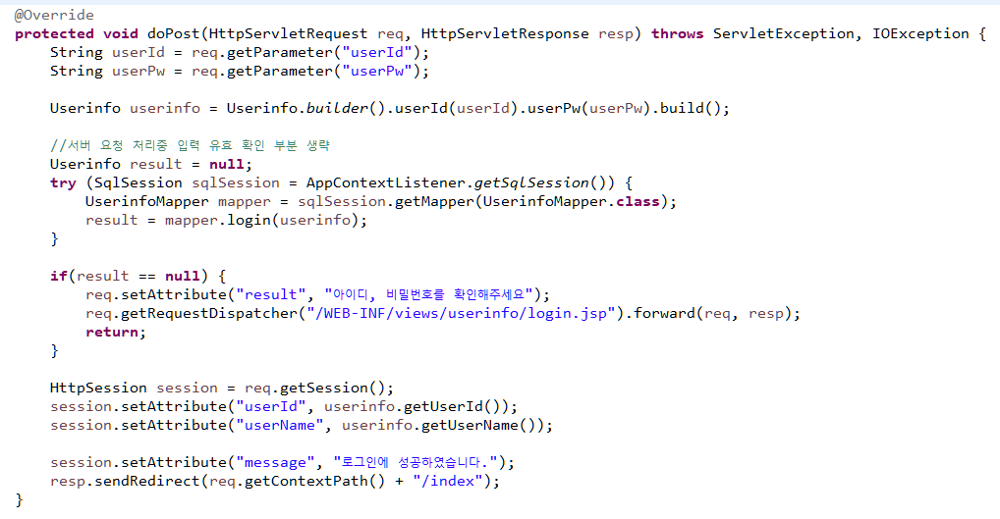 @Override
protected void doPost(HttpServletRequest req, HttpServletResponse resp) throws ServletException, IOException {
String userId = req.getParameter("userId");
String userPw = req.getParameter("userPw");
Userinfo userinfo = Userinfo.builder().userId(userId).userPw(userPw).build();
//서버 요청 처리중 입력 유효 확인 부분 생략
Userinfo result = null;
try (SqlSession sqlSession = AppContextListener.getSqlSession()) {
UserinfoMapper mapper = sqlSession.getMapper(UserinfoMapper.class);
result = mapper.login(userinfo);
}
if(result == null) {
req.setAttribute("result", "아이디, 비밀번호를 확인해주세요");
req.getRequestDispatcher("/WEB-INF/views/userinfo/login.jsp").forward(req, resp);
return;
}
HttpSession session = req.getSession();
session.setAttribute("userId", userinfo.getUserId());
session.setAttribute("userName", userinfo.getUserName());
session.setAttribute("message", "로그인에 성공하였습니다.");
resp.sendRedirect(req.getContextPath() + "/index");
}